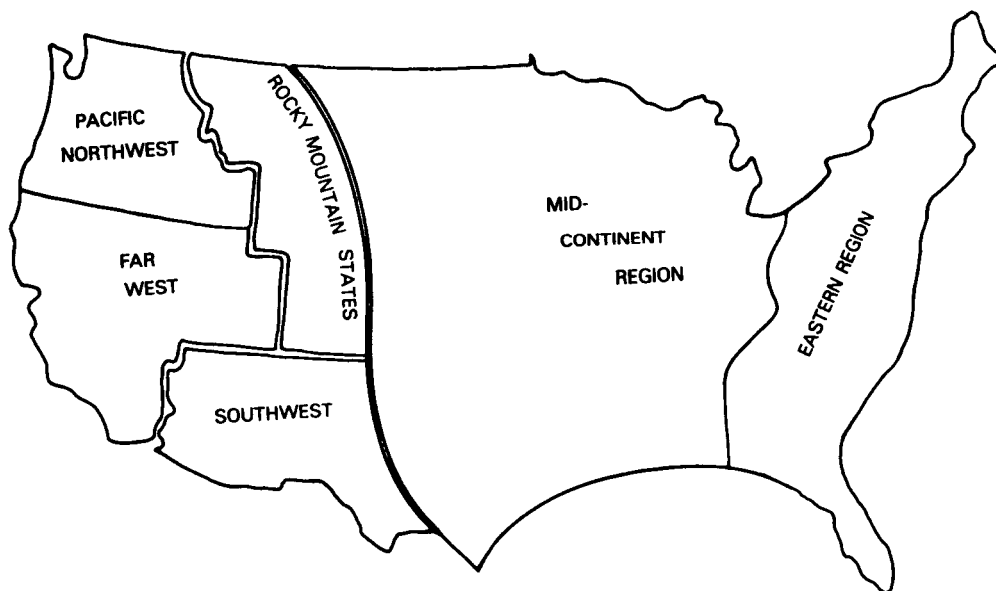 PACIFIC
NORTHWEST
ROCKY MOUNTAIN STATES
FAR
WEST
SOUTHWEST
MID-
CONTINENT
REGION
EASTERN REGION